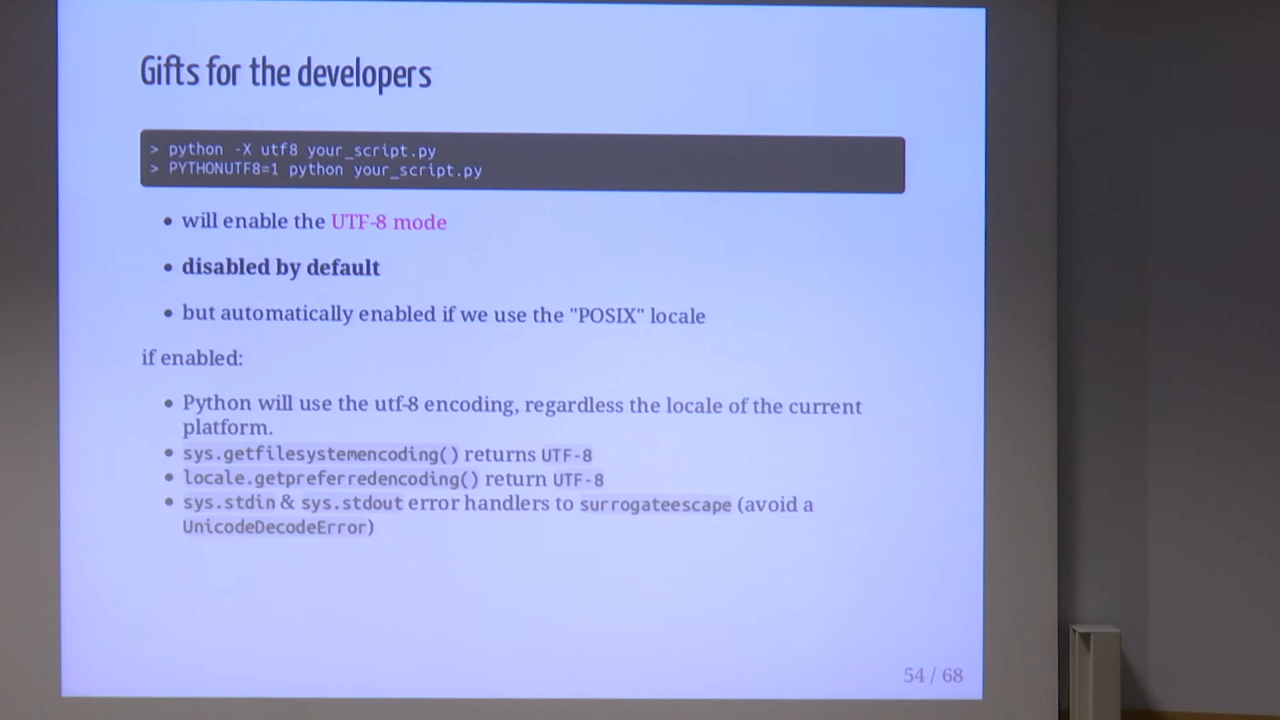 Gifts for the developers
> python -X utf8 your_script.py
> PYTHONUTF8=1 python your_script.py
• will enable the UTF-8 mode
• disabled by default
• but automatically enabled if we use the "POSIX" locale
if enabled:
• Python will use the utf-8 encoding, regardless the locale of the current
platform.
• sys.getfilesystemencoding() returns UTF-8
• locale.getpreferredencoding() return UTF-8
• sys.stdin & sys.stdout error handlers to surrogateescape (avoid a
UnicodeDecodeError)
54 / 68